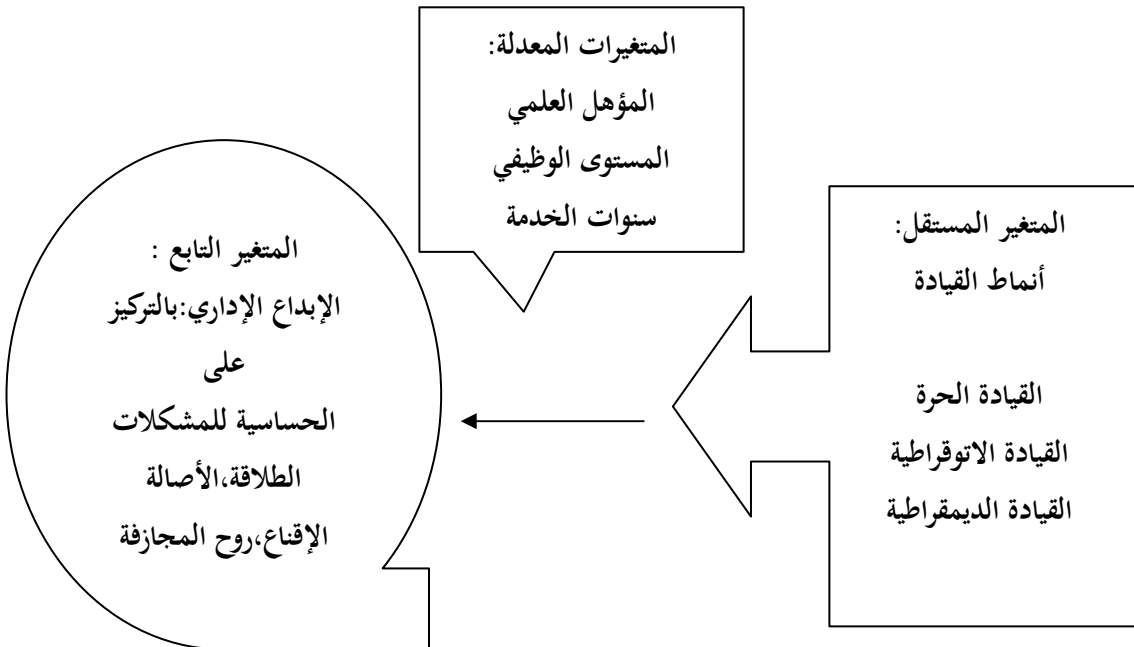 المتغيرات المعدلة:
المؤهل العلمي
المستوى الوظيفي
سنوات الخدمة
المتغير المستقل:
أنماط القيادة
القيادة الحرة
القيادة الاتوقراطية
القيادة الديمقراطية
المتغير التابع :
الإبداع الإداري:بالتركيز
على
الحساسية للمشكلات
الطلاقة،الأصالة
الإقناع،روح المجازفة